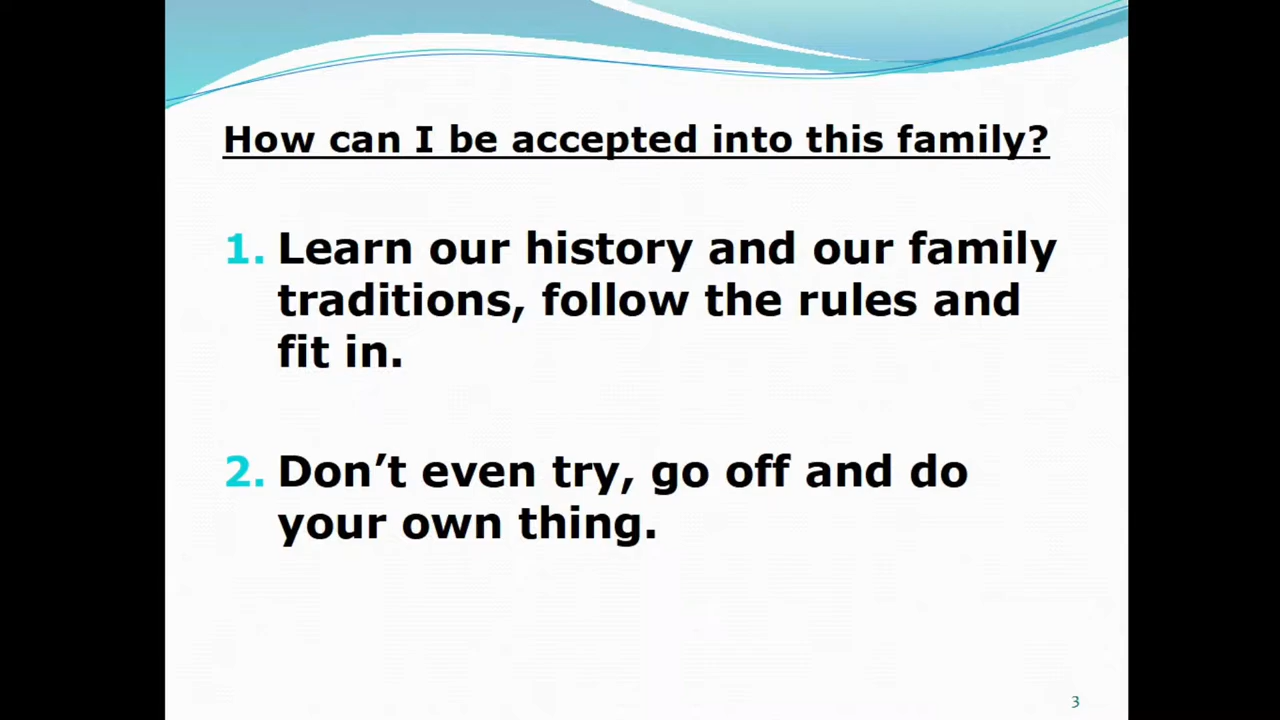 How can I be accepted into this family?
1. Learn our history and our family
traditions, follow the rules and
fit in.
2. Don’t even try, go off and do
your own thing.
3